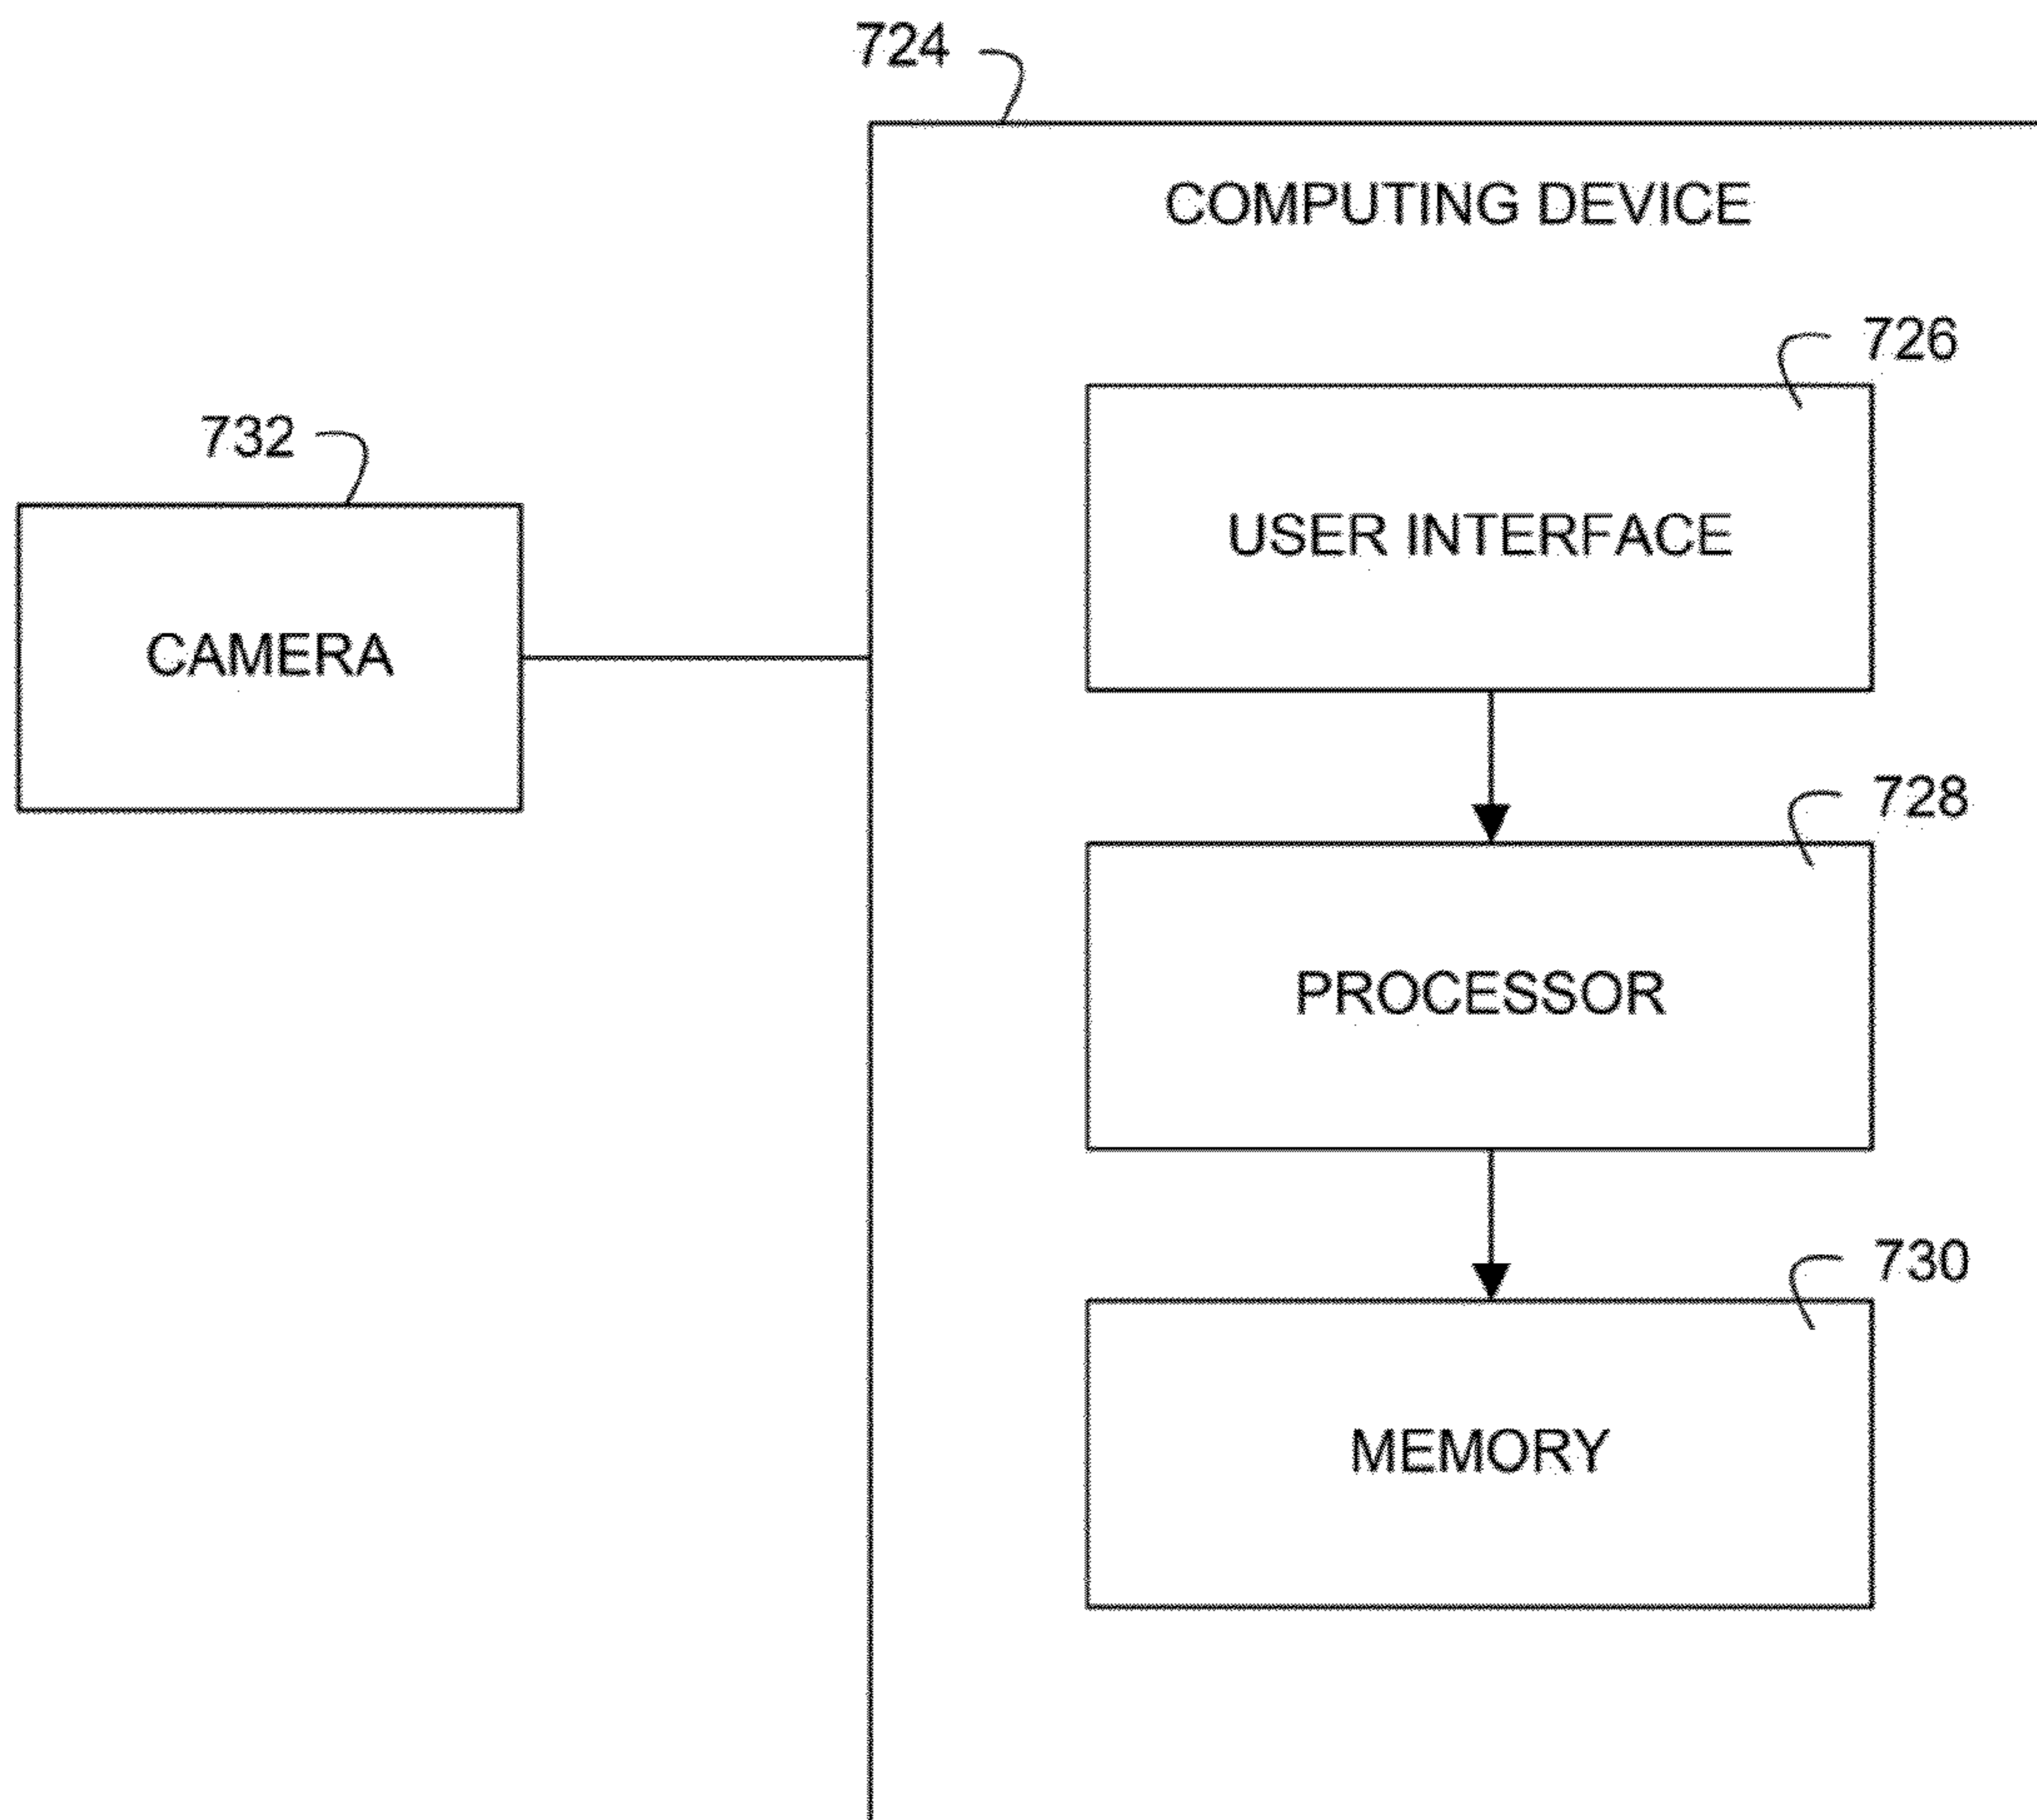 724
COMPUTING DEVICE
726
732
USER INTERFACE
CAMERA
728
PROCESSOR
730
MEMORY